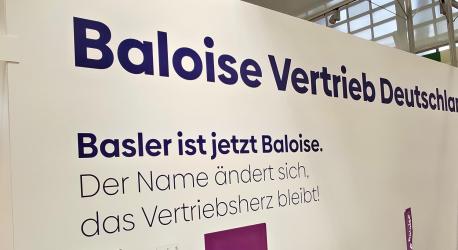 Baloise Vertrieb Deutschlan
Basler ist jetzt Baloise.
Der Name ändert sich,
das Vertriebsherz bleibt!